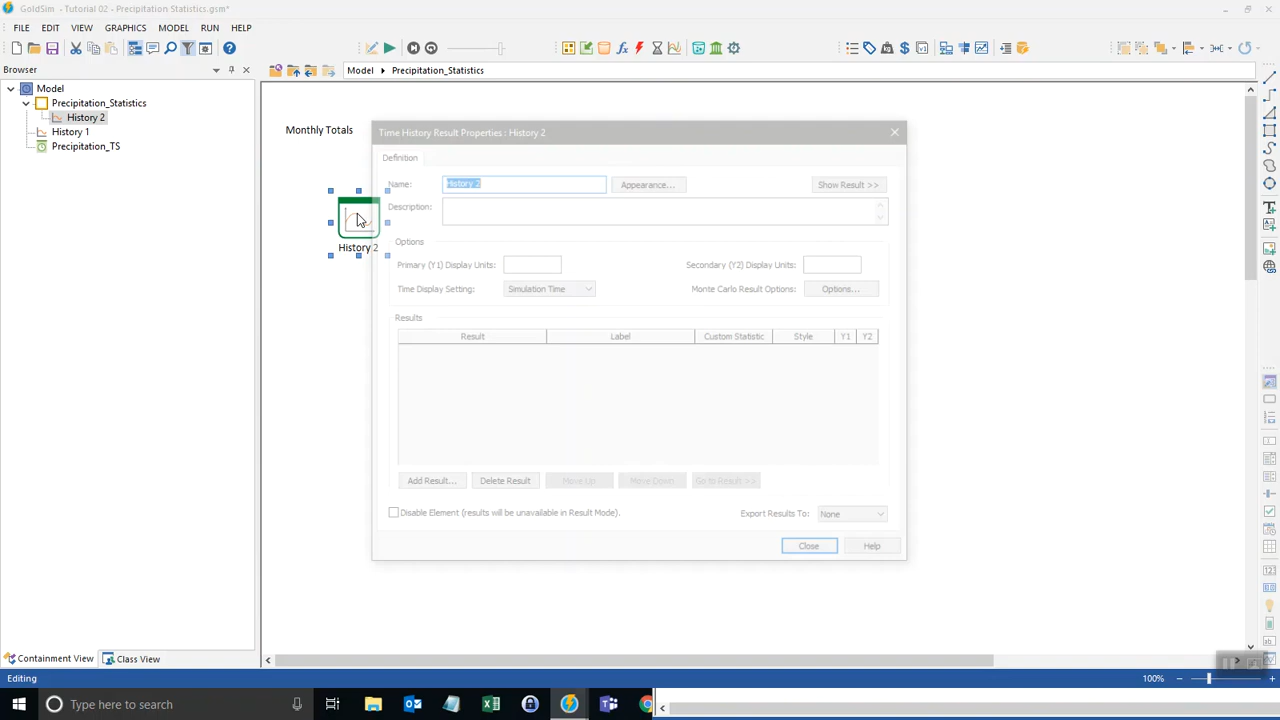 GoldSim - Tutorial 02 - Precipitation Statistics.gsm*
FILE EDIT VIEW GRAPHICS MODEL RUN HELP
Browser
Model Precipitation_Statistics
Model
Precipitation_Statistics
History 2
History 1
Precipitation_TS
Monthly Totals
History 2
Time History Result Properties : History 2
Definition
Name: History 2 Appearance... Show Result >>
Description:
Options
Primary (Y1) Display Units: Secondary (Y2) Display Units:
Time Display Setting: Simulation Time Monte Carlo Result Options: Options...
Results
Result Label Custom Statistic Style Y1 Y2
Add Result... Delete Result Move Up Move Down Go to Result >>
Disable Element (results will be unavailable in Result Mode). Export Results To: None
Close Help
Containment View Class View
Editing 100%
Type here to search